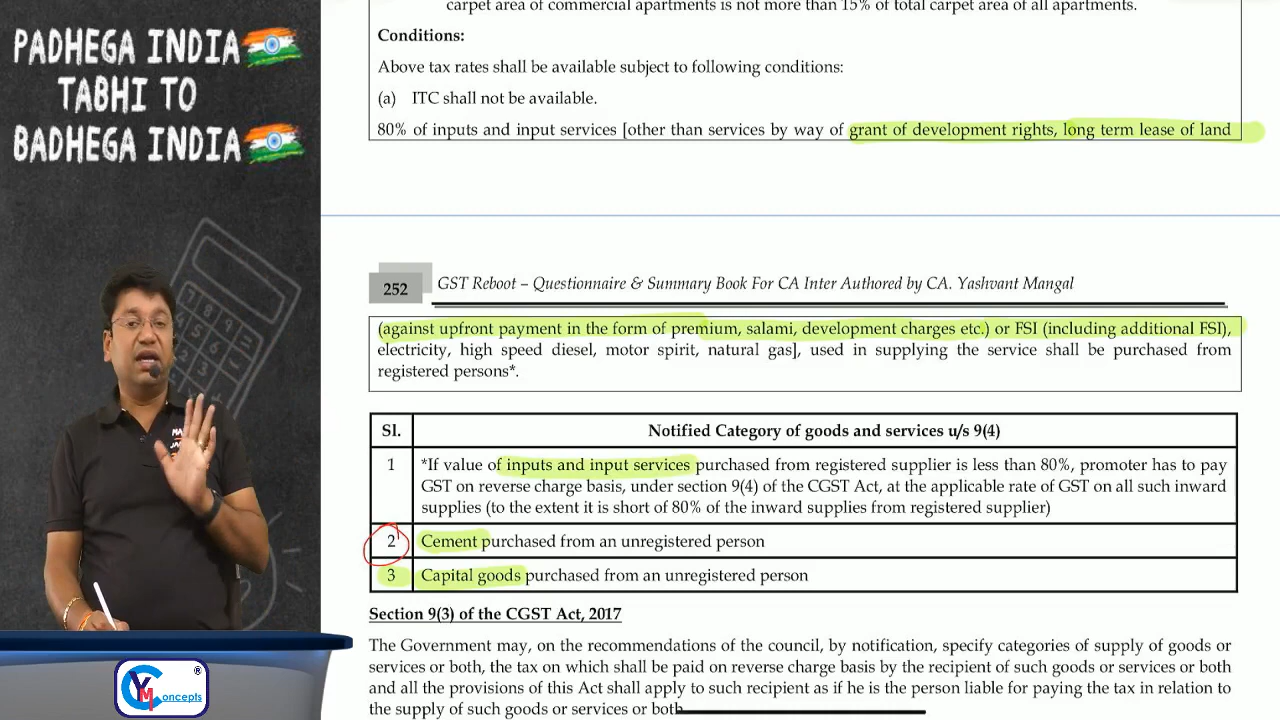 PADHEGA INDIA
TABHI TO
BADHEGA INDIA
carpet area of commercial apartments is not more than 15% of total carpet area of all apartments.
Conditions:
Above tax rates shall be available subject to following conditions:
(a) ITC shall not be available.
80% of inputs and input services [other than services by way of grant of development rights, long term lease of land
252
GST Reboot – Questionnaire & Summary Book For CA Inter Authored by CA. Yashvant Mangal
(against upfront payment in the form of premium, salami, development charges etc.) or FSI (including additional FSI),
electricity, high speed diesel, motor spirit, natural gas], used in supplying the service shall be purchased from
registered persons*.
Sl. Notified Category of goods and services u/s 9(4)
1 *If value of inputs and input services purchased from registered supplier is less than 80%, promoter has to pay
GST on reverse charge basis, under section 9(4) of the CGST Act, at the applicable rate of GST on all such inward
supplies (to the extent it is short of 80% of the inward supplies from registered supplier)
2 Cement purchased from an unregistered person
3 Capital goods purchased from an unregistered person
Section 9(3) of the CGST Act, 2017
The Government may, on the recommendations of the council, by notification, specify categories of supply of goods or
services or both, the tax on which shall be paid on reverse charge basis by the recipient of such goods or services or both
and all the provisions of this Act shall apply to such recipient as if he is the person liable for paying the tax in relation to
the supply of such goods or services or both.
CYM Concepts ®